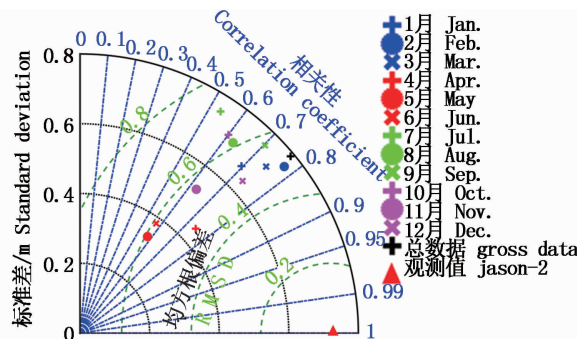 0.8
0.6
0.4
0.2
0
标准差/m Standard deviation
0 0.1 0.2 0.3 0.4 0.5 0.6 0.7 0.8 0.9 0.95 0.99 1
相关性
Correlation coefficient
0.8
0.6
0.4
0.2
均方根偏差
RMSD
1月 Jan.
2月 Feb.
3月 Mar.
4月 Apr.
5月 May
6月 Jun.
7月 Jul.
8月 Aug.
9月 Sep.
10月 Oct.
11月 Nov.
12月 Dec.
总数据 gross data
观测值 jason-2